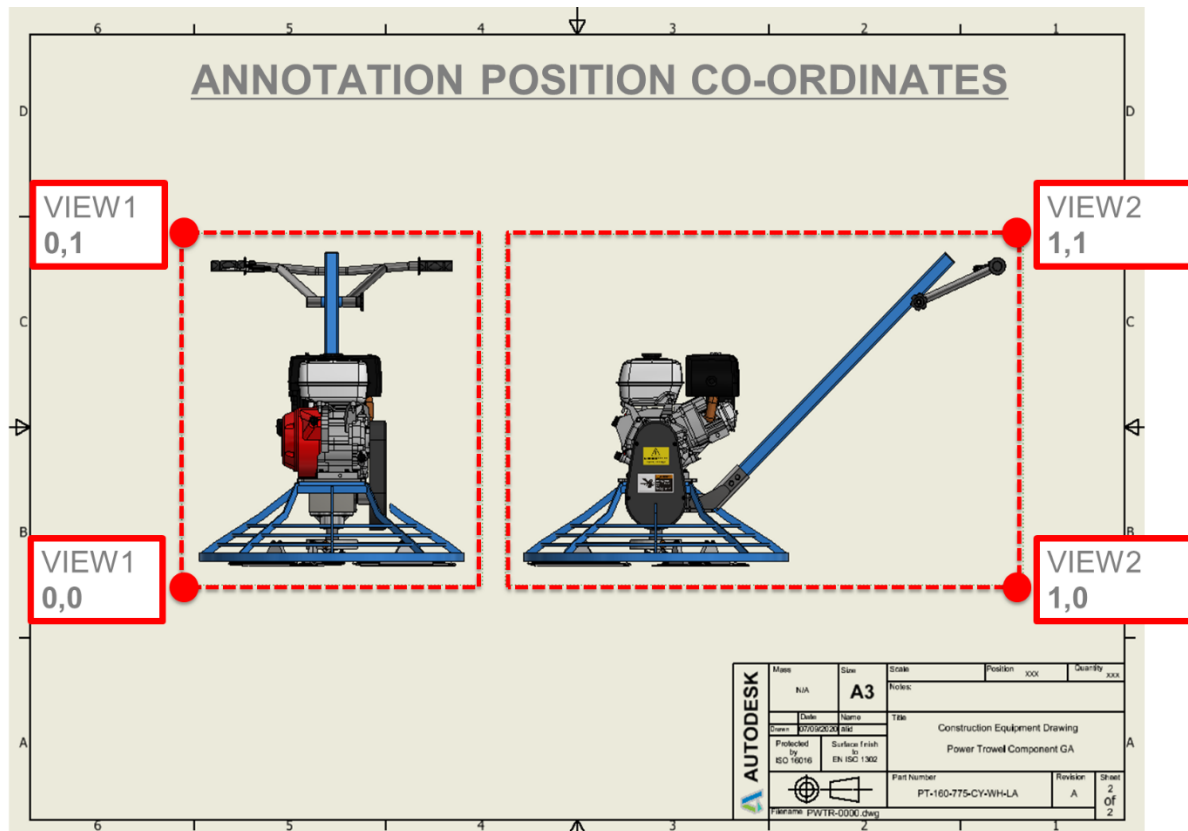 6 5 4 3 2 1
ANNOTATION POSITION CO-ORDINATES
D D
VIEW1
0,1
VIEW2
1,1
C C
B B
VIEW1
0,0
VIEW2
1,0
A A
AUTODESK
Mass
N/A
Size
A3
Scale
Position xxx
Quantity xxx
Notes:
Date Name
Drawn 07/09/2020
Title
Construction Equipment Drawing
Power Trowel Component GA
Protected
by
ISO 16016
Surface finish
to
EN ISC 1302
Part Number
PT-160-775-CY-WH-LA
Revision
A
Sheet
2
of
2
Filename PWTR-0000.dwg
6 5 4 2 1